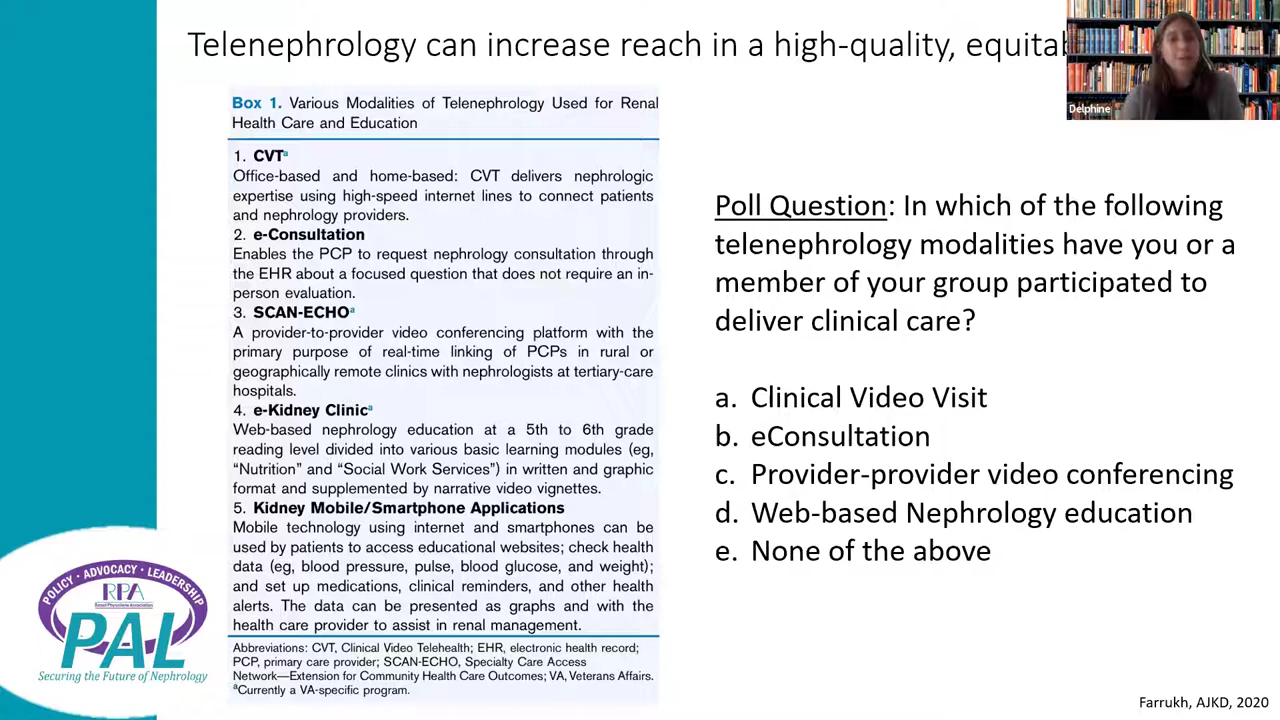 Telenephrology can increase reach in a high-quality,
Delphine
Box 1. Various Modalities of Telenephrology Used for Renal
Health Care and Education
1. CVTa
Office-based and home-based: CVT delivers nephrologic
expertise using high-speed internet lines to connect patients
and nephrology providers.
2. e-Consultation
Enables the PCP to request nephrology consultation through
the EHR about a focused question that does not require an in-
person evaluation.
3. SCAN-ECHOa
A provider-to-provider video conferencing platform with the
primary purpose of real-time linking of PCPs in rural or
geographically remote clinics with nephrologists at tertiary-care
hospitals.
4. e-Kidney Clinica
Web-based nephrology education at a 5th to 6th grade
reading level divided into various basic learning modules (eg,
“Nutrition” and “Social Work Services”) in written and graphic
format and supplemented by narrative video vignettes.
5. Kidney Mobile/Smartphone Applications
Mobile technology using internet and smartphones can be
used by patients to access educational websites; check health
data (eg, blood pressure, pulse, blood glucose, and weight);
and set up medications, clinical reminders, and other health
alerts. The data can be presented as graphs and with the
health care provider to assist in renal management.
Abbreviations: CVT, Clinical Video Telehealth; EHR, electronic health record;
PCP, primary care provider; SCAN-ECHO, Specialty Care Access
Network—Extension for Community Health Care Outcomes; VA, Veterans Affairs.
aCurrently a VA-specific program.
Poll Question: In which of the following
telenephrology modalities have you or a
member of your group participated to
deliver clinical care?
a. Clinical Video Visit
b. eConsultation
c. Provider-provider video conferencing
d. Web-based Nephrology education
e. None of the above
POLICY · ADVOCACY · LEADERSHIP
RPA
Renal Physicians Association
PAL
Securing the Future of Nephrology
Farrukh, AJKD, 2020